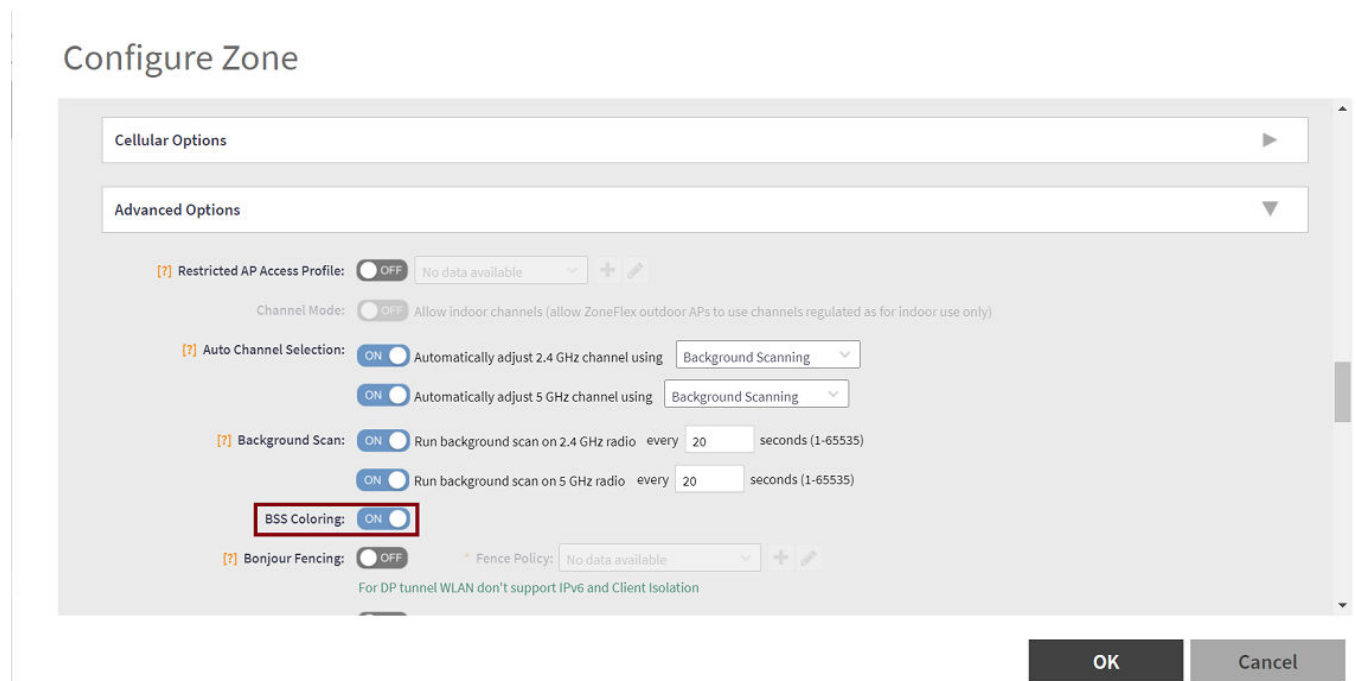 Configure Zone
Cellular Options
Advanced Options
[?] Restricted AP Access Profile: OFF No data available
Channel Mode: OFF Allow indoor channels (allow ZoneFlex outdoor APs to use channels regulated as for indoor use only)
[?] Auto Channel Selection: ON Automatically adjust 2.4 GHz channel using Background Scanning
ON Automatically adjust 5 GHz channel using Background Scanning
[?] Background Scan: ON Run background scan on 2.4 GHz radio every 20 seconds (1-65535)
ON Run background scan on 5 GHz radio every 20 seconds (1-65535)
BSS Coloring: ON
[?] Bonjour Fencing: OFF * Fence Policy: No data available
For DP tunnel WLAN don't support IPv6 and Client Isolation
OK Cancel